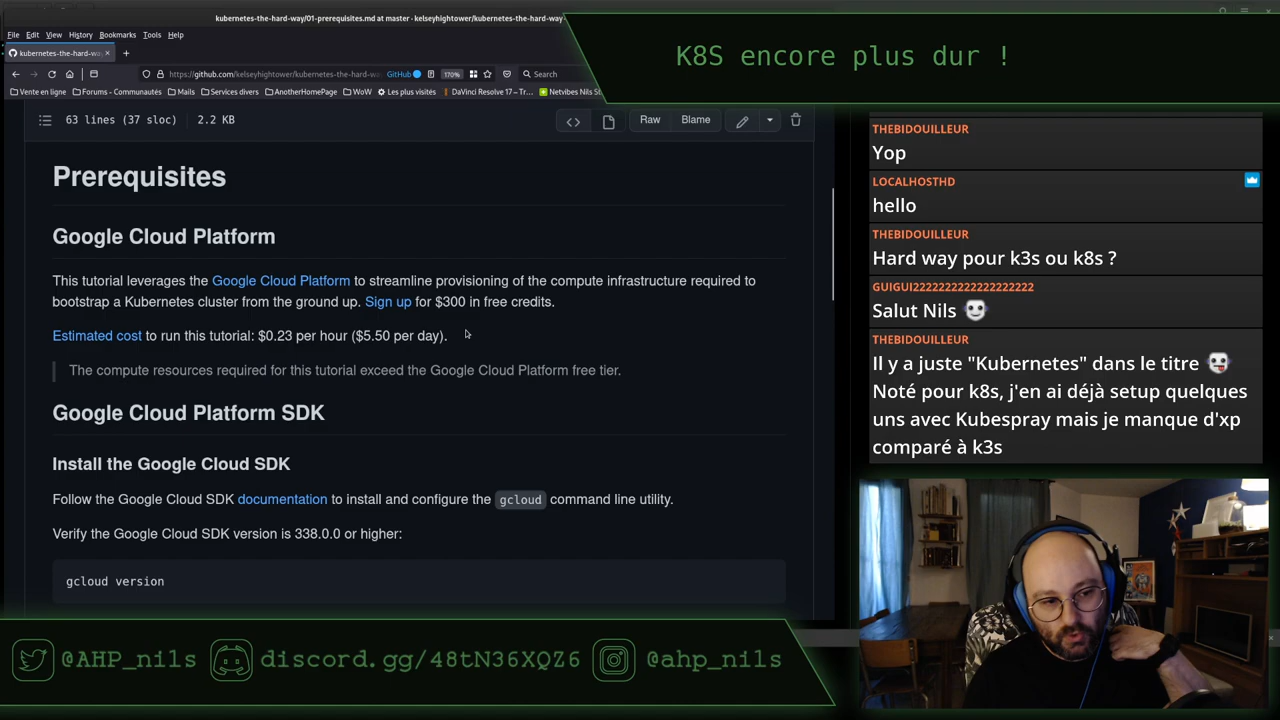 kubernetes-the-hard-way/01-prerequisites.md at master · kelseyhightower/kubernetes-the-hard-way
File Edit View History Bookmarks Tools Help
kubernetes-the-hard-way
https://github.com/kelseyhightower/kubernetes-the-hard-wa
GitHub
170%
Search
Vente en ligne
Forums - Communautés
Mails
Services divers
AnotherHomePage
WoW
Les plus visités
DaVinci Resolve 17 – Tr…
Netvibes Nils
K8S encore plus dur !
63 lines (37 sloc)
2.2 KB
Raw
Blame
Prerequisites
Google Cloud Platform
This tutorial leverages the Google Cloud Platform to streamline provisioning of the compute infrastructure required to
bootstrap a Kubernetes cluster from the ground up. Sign up for $300 in free credits.
Estimated cost to run this tutorial: $0.23 per hour ($5.50 per day).
The compute resources required for this tutorial exceed the Google Cloud Platform free tier.
Google Cloud Platform SDK
Install the Google Cloud SDK
Follow the Google Cloud SDK documentation to install and configure the gcloud command line utility.
Verify the Google Cloud SDK version is 338.0.0 or higher:
gcloud version
THEBIDOUILLEUR
Yop
LOCALHOSTHD
hello
THEBIDOUILLEUR
Hard way pour k3s ou k8s ?
GUIGUI2222222222222222222
Salut Nils
THEBIDOUILLEUR
Il y a juste "Kubernetes" dans le titre
Noté pour k8s, j'en ai déjà setup quelques
uns avec Kubespray mais je manque d'xp
comparé à k3s
@AHP_nils
discord.gg/48tN36XQZ6
@ahp_nils